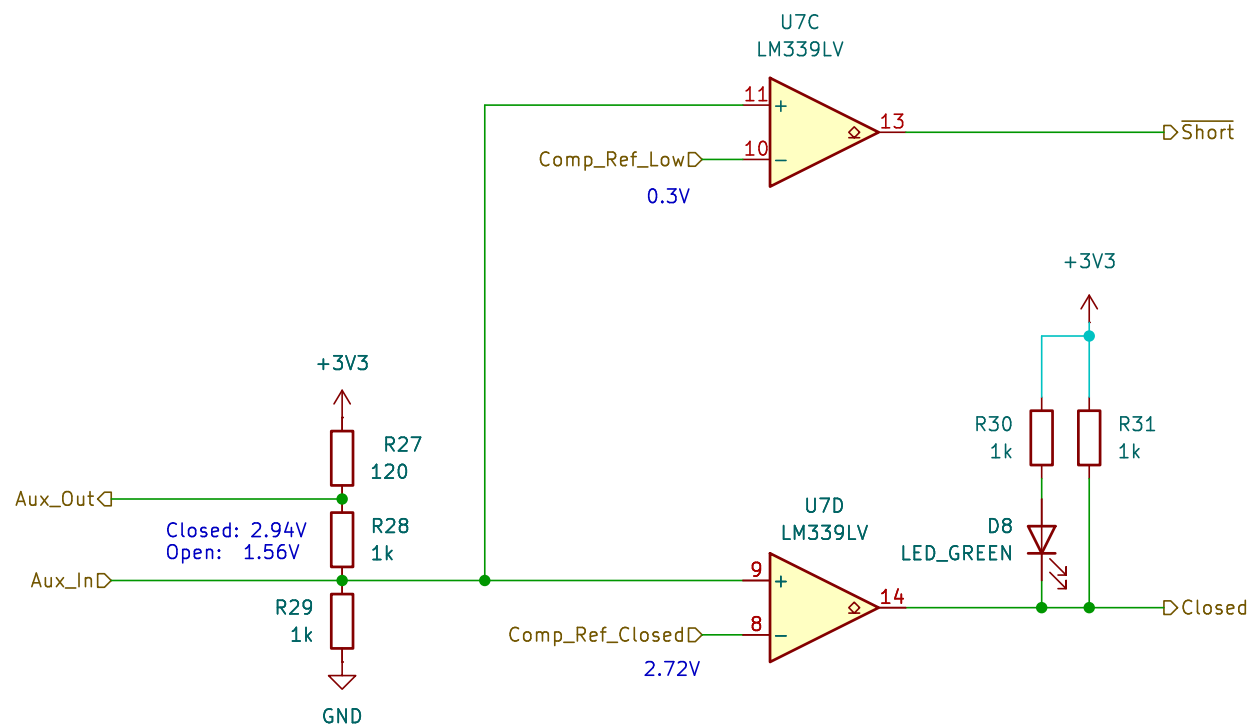 U7C
LM339LV
11
+
13
Short
10
−
Comp_Ref_Low
0.3V
+3V3
+3V3
R27
120
R30
1k
R31
1k
Aux_Out
Closed: 2.94V
Open: 1.56V
R28
1k
U7D
LM339LV
D8
LED_GREEN
Aux_In
9
+
14
Closed
R29
1k
8
−
Comp_Ref_Closed
2.72V
GND